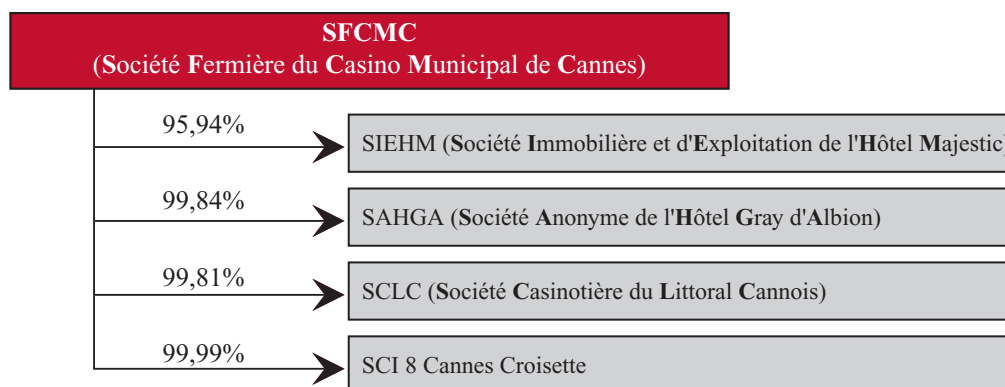 SFCMC
(Société Fermière du Casino Municipal de Cannes)
95,94%
SIEHM (Société Immobilière et d'Exploitation de l'Hôtel Majestic)
99,84%
SAHGA (Société Anonyme de l'Hôtel Gray d'Albion)
99,81%
SCLC (Société Casinotière du Littoral Cannois)
99,99%
SCI 8 Cannes Croisette